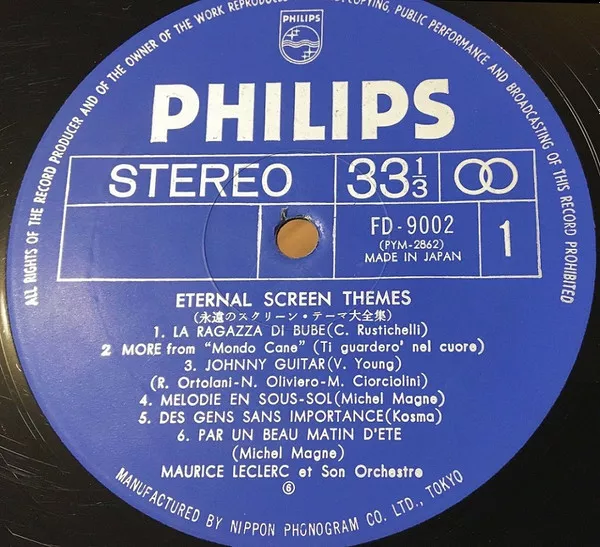 ALL RIGHTS OF THE RECORD PRODUCER AND OF THE OWNER OF THE WORK REPRODUCED COPYING, PUBLIC PERFORMANCE AND BROADCASTING OF THIS RECORD PROHIBITED
PHILIPS
PHILIPS
STEREO 33 1/3
FD-9002
(PYM-2862)
MADE IN JAPAN
1
ETERNAL SCREEN THEMES
(永遠のスクリーン・テーマ大全集)
1. LA RAGAZZA DI BUBE(C. Rustichelli)
2 MORE from "Mondo Cane" (Ti guardero' nel cuore)
3. JOHNNY GUITAR(V. Young)
(R. Ortolani-N. Oliviero-M. Ciorciolini)
4. MELODIE EN SOUS-SOL(Michel Magne)
5. DES GENS SANS IMPORTANCE(Kosma)
6. PAR UN BEAU MATIN D'ETE
(Michel Magne)
MAURICE LECLERC et Son Orchestre
⑥
MANUFACTURED BY NIPPON PHONOGRAM CO. LTD., TOKYO